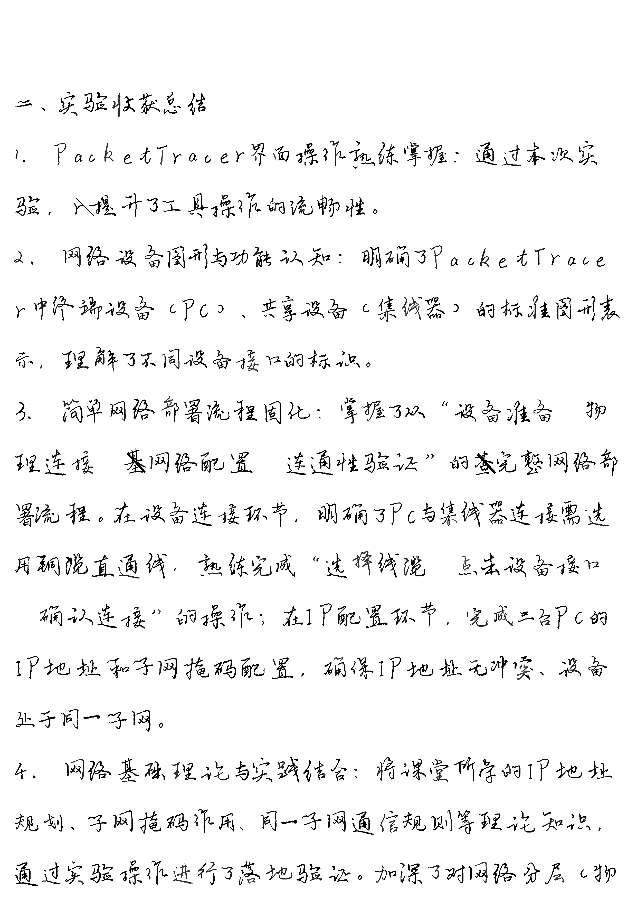 二、实验收获总结
1. PacketTracer界面操作熟练掌握：通过本次实
验，提升了工具操作的流畅性。
2. 网络设备图形与功能认知：明确了PacketTrace
r中终端设备（PC）、共享设备（集线器）的标准图形表
示，理解了不同设备接口的标识。
3. 简单网络部署流程固化：掌握了从“设备准备 物
理连接 基网络配置 连通性验证”的完整网络部
署流程。在设备连接环节，明确了PC与集线器连接需选
用铜缆直通线，熟练完成“选择线缆 点击设备接口
确认连接”的操作；在IP配置环节，完成三台PC的
IP地址和子网掩码配置，确保IP地址无冲突、设备
处于同一子网。
4. 网络基础理论与实践结合：将课堂所学的IP地址
规划、子网掩码作用、同一子网通信规则等理论知识，
通过实验操作进行了落地验证。加深了对网络分层（物